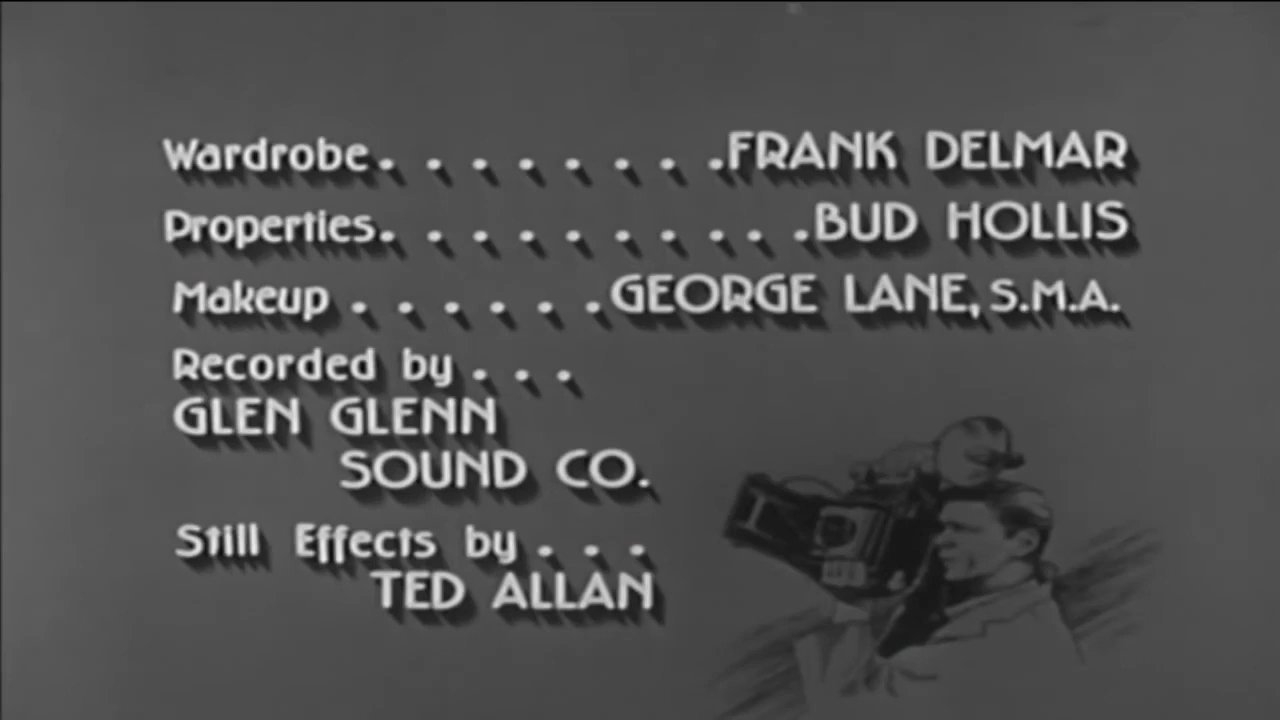 Wardrobe. . . . . . . .FRANK DELMAR
Properties. . . . . . . . . .BUD HOLLIS
Makeup . . . . . .GEORGE LANE, S.M.A.
Recorded by . . .
GLEN GLENN
SOUND CO.
Still Effects by . . .
TED ALLAN